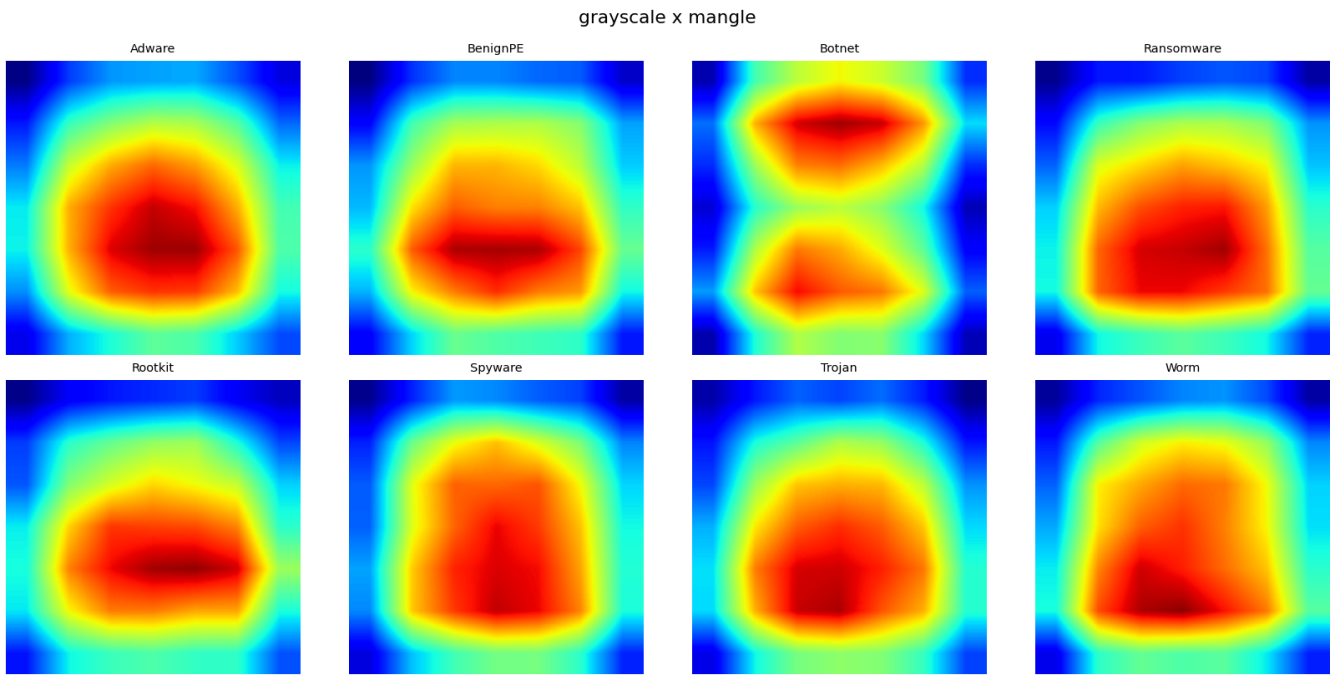 grayscale x mangle
Adware
BenignPE
Botnet
Ransomware
Rootkit
Spyware
Trojan
Worm